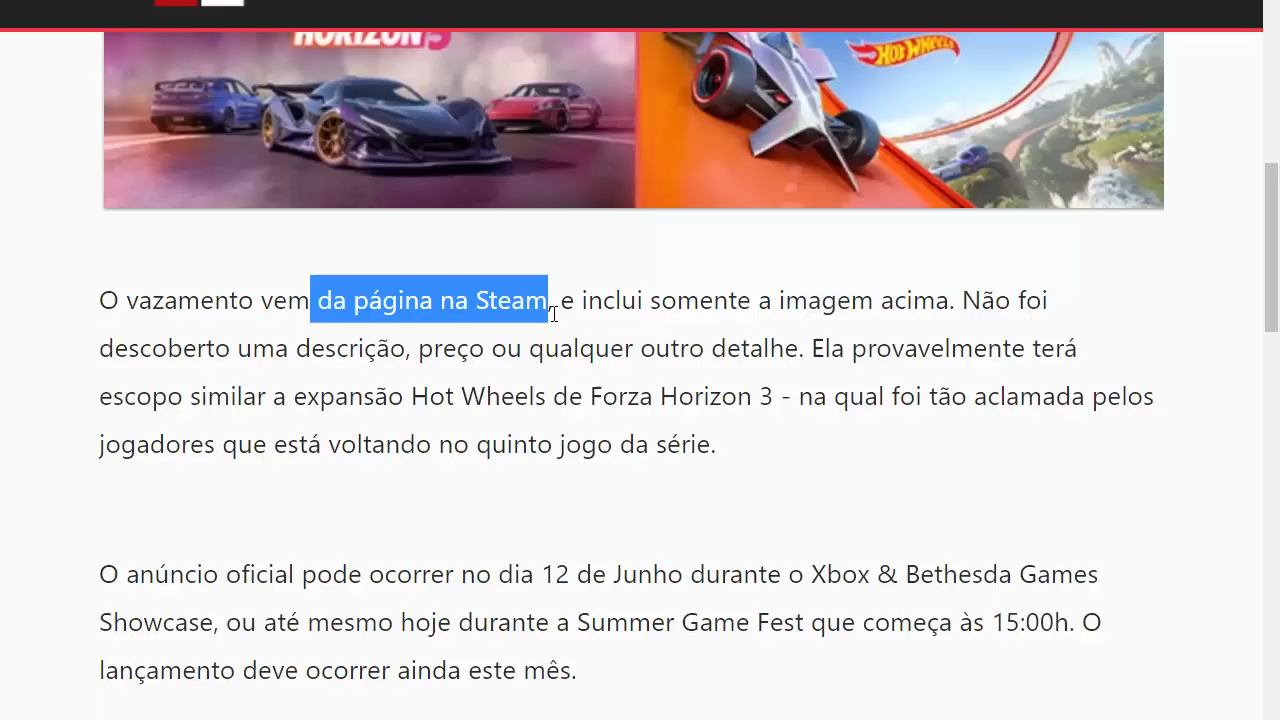 HORIZON 5
HOT WHEELS
O vazamento vem da página na Steam, e inclui somente a imagem acima. Não foi
descoberto uma descrição, preço ou qualquer outro detalhe. Ela provavelmente terá
escopo similar a expansão Hot Wheels de Forza Horizon 3 - na qual foi tão aclamada pelos
jogadores que está voltando no quinto jogo da série.
O anúncio oficial pode ocorrer no dia 12 de Junho durante o Xbox & Bethesda Games
Showcase, ou até mesmo hoje durante a Summer Game Fest que começa às 15:00h. O
lançamento deve ocorrer ainda este mês.